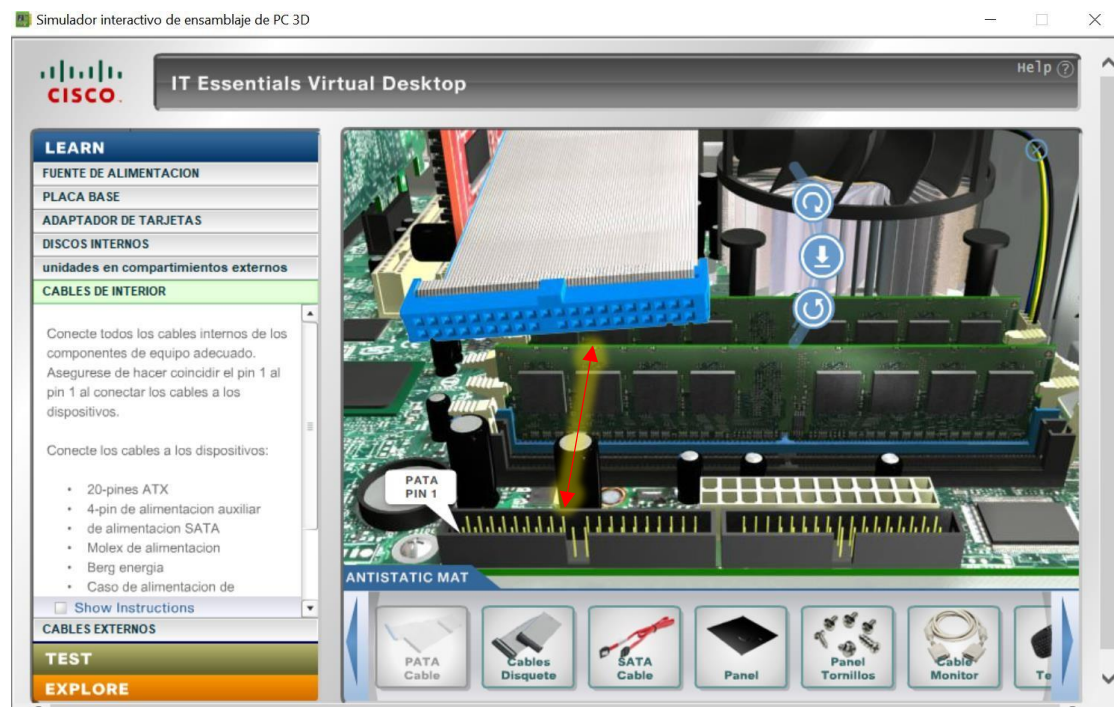 Simulador interactivo de ensamblaje de PC 3D
CISCO
IT Essentials Virtual Desktop
Help ?
LEARN
FUENTE DE ALIMENTACION
PLACA BASE
ADAPTADOR DE TARJETAS
DISCOS INTERNOS
unidades en compartimientos externos
CABLES DE INTERIOR
Conecte todos los cables internos de los
componentes de equipo adecuado.
Asegurese de hacer coincidir el pin 1 al
pin 1 al conectar los cables a los
dispositivos.
Conecte los cables a los dispositivos:
• 20-pines ATX
• 4-pin de alimentacion auxiliar
• de alimentacion SATA
• Molex de alimentacion
• Berg energia
• Caso de alimentacion de
Show Instructions
CABLES EXTERNOS
TEST
EXPLORE
PATA
PIN 1
ANTISTATIC MAT
PATA
Cable
Cables
Disquete
SATA
Cable
Panel
Panel
Tornillos
Cable
Monitor
Te